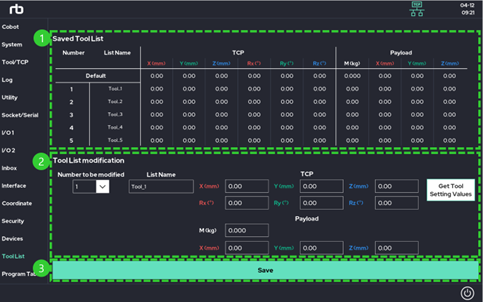 rb
TCP
04-12
09:21
Cobot
System
Tool/TCP
Log
Utility
Socket/Serial
I/O 1
I/O 2
Inbox
Interface
Coordinate
Security
Devices
Tool List
Program Tab
1
Saved Tool List
Number List Name TCP Payload
X (mm) Y (mm) Z (mm) Rx (°) Ry (°) Rz (°) M (kg) X (mm) Y (mm) Z (mm)
Default 0.00 0.00 0.00 0.00 0.00 0.00 0.000 0.00 0.00 0.00
1 Tool_1 0.00 0.00 0.00 0.00 0.00 0.00 0.00 0.00 0.00 0.00
2 Tool_2 0.00 0.00 0.00 0.00 0.00 0.00 0.00 0.00 0.00 0.00
3 Tool_3 0.00 0.00 0.00 0.00 0.00 0.00 0.00 0.00 0.00 0.00
4 Tool_4 0.00 0.00 0.00 0.00 0.00 0.00 0.00 0.00 0.00 0.00
5 Tool_5 0.00 0.00 0.00 0.00 0.00 0.00 0.00 0.00 0.00 0.00
2
Tool List modification
Number to be modified List Name TCP
1 Tool_1 X (mm) 0.00 Y (mm) 0.00 Z (mm) 0.00
Rx (°) 0.00 Ry (°) 0.00 Rz (°) 0.00
Get Tool
Setting Values
Payload
M (kg) 0.000
X (mm) 0.00 Y (mm) 0.00 Z (mm) 0.00
3
Save